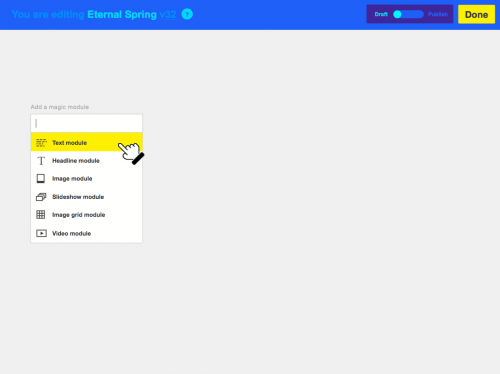 You are editing Eternal Spring v32 ?
Draft Publish
Done
Add a magic module
Text module
Headline module
Image module
Slideshow module
Image grid module
Video module